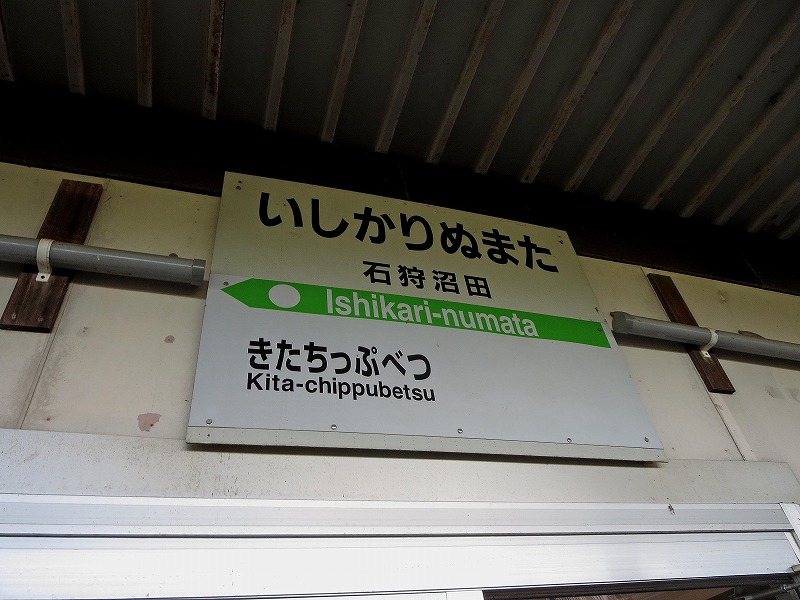 いしかりぬまた
石狩沼田
Ishikari-numata
きたちっぷべつ
Kita-chippubetsu